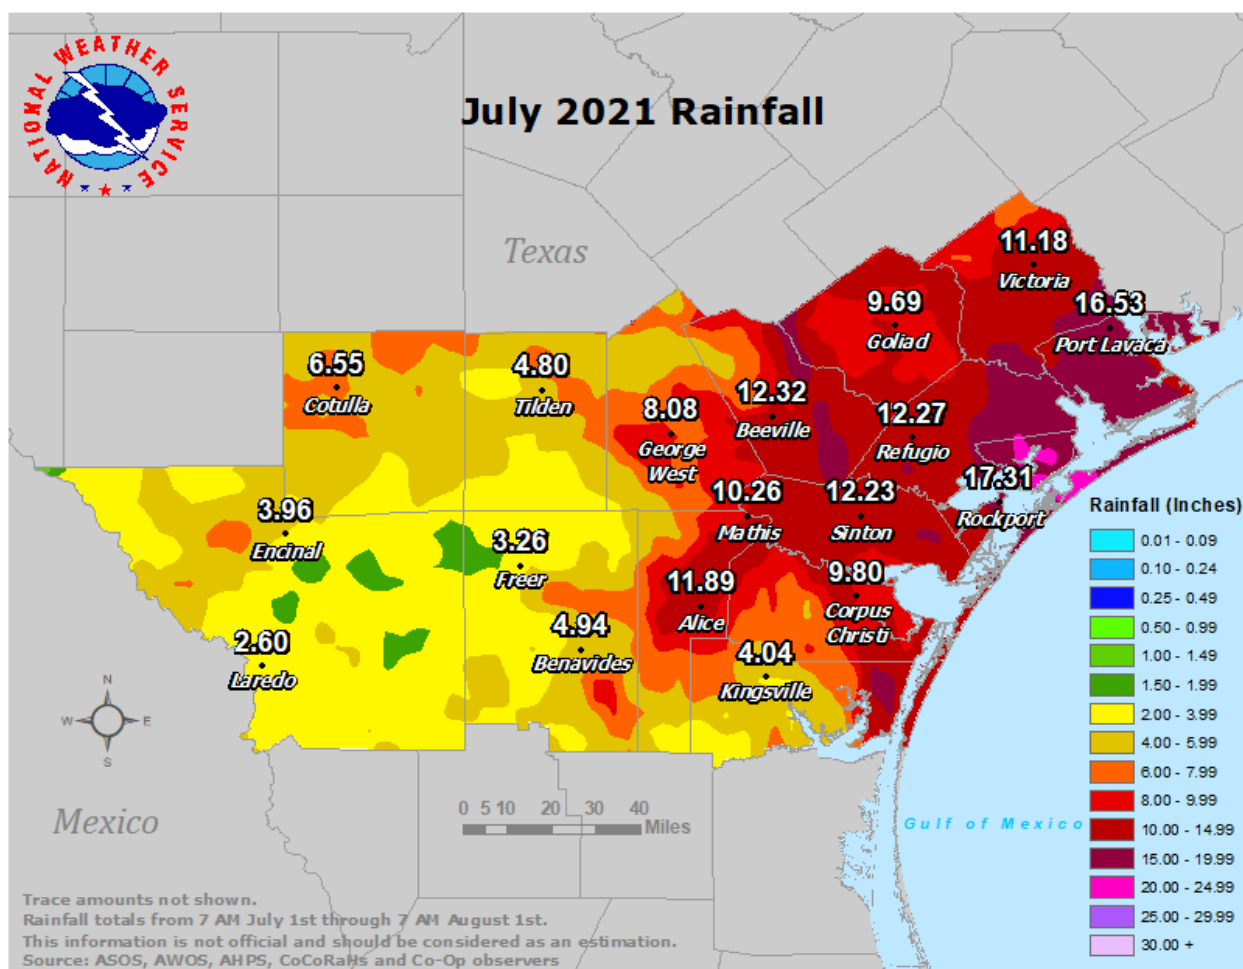 NATIONAL WEATHER SERVICE
July 2021 Rainfall
Texas
11.18
Victoria
9.69
Goliad
16.53
Port Lavaca
6.55
Cotulla
4.80
Tilden
8.08
George
West
12.32
Beeville
12.27
Refugio
3.96
Encinal
3.26
Freer
10.26
Mathis
12.23
Sinton
17.31
Rockport
11.89
Alice
9.80
Corpus
Christi
2.60
Laredo
4.94
Benavides
4.04
Kingsville
N
W E
S
Mexico
0 5 10 20 30 40
Miles
Gulf of Mexico
Rainfall (Inches)
0.01 - 0.09
0.10 - 0.24
0.25 - 0.49
0.50 - 0.99
1.00 - 1.49
1.50 - 1.99
2.00 - 3.99
4.00 - 5.99
6.00 - 7.99
8.00 - 9.99
10.00 - 14.99
15.00 - 19.99
20.00 - 24.99
25.00 - 29.99
30.00 +
Trace amounts not shown.
Rainfall totals from 7 AM July 1st through 7 AM August 1st.
This information is not official and should be considered as an estimation.
Source: ASOS, AWOS, AHPS, CoCoRaHs and Co-Op observers